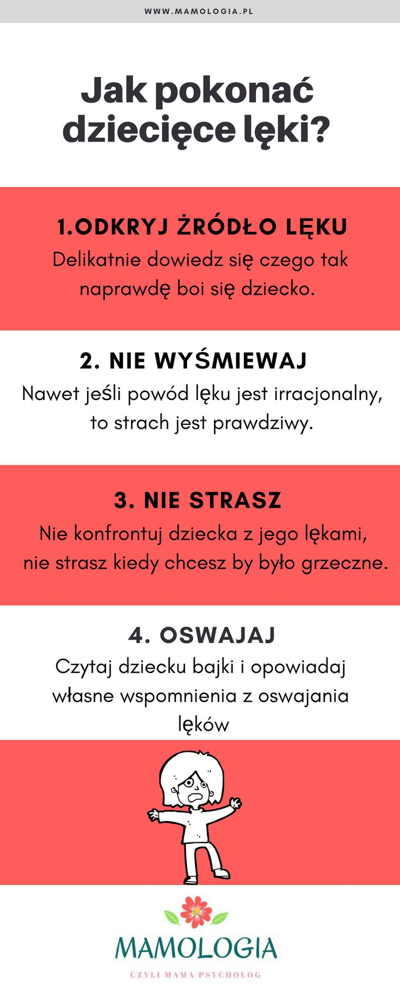 WWW.MAMOLOGIA.PL
Jak pokonać
dziecięce lęki?
1.ODKRYJ ŻRÓDŁO LĘKU
Delikatnie dowiedz się czego tak
naprawdę boi się dziecko.
2. NIE WYŚMIEWAJ
Nawet jeśli powód lęku jest irracjonalny,
to strach jest prawdziwy.
3. NIE STRASZ
Nie konfrontuj dziecka z jego lękami,
nie strasz kiedy chcesz by było grzeczne.
4. OSWAJAJ
Czytaj dziecku bajki i opowiadaj
własne wspomnienia z oswajania
lęków
MAMOLOGIA
CZYLI MAMA PSYCHOLOG